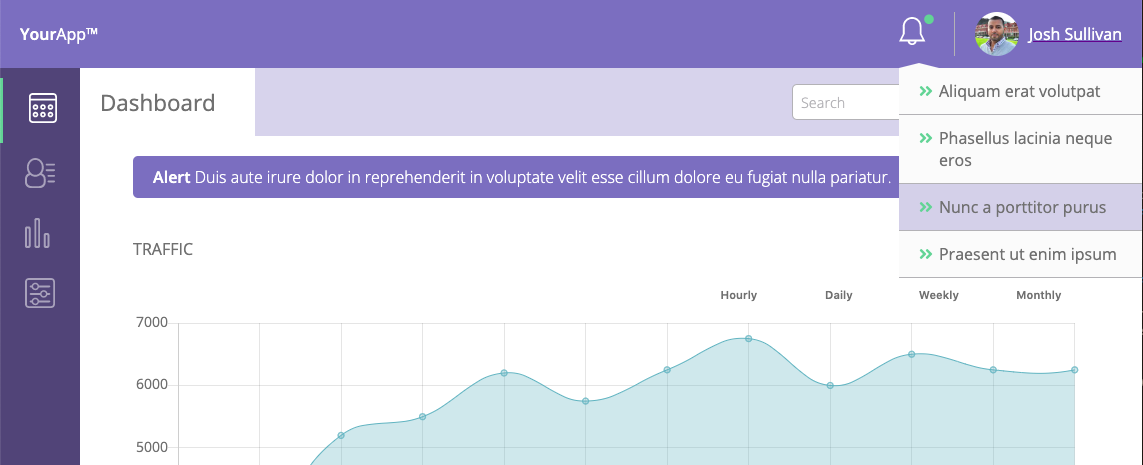 YourApp™
Josh Sullivan
Dashboard
Search
Aliquam erat volutpat
Phasellus lacinia neque
eros
Nunc a porttitor purus
Praesent ut enim ipsum
Alert Duis aute irure dolor in reprehenderit in voluptate velit esse cillum dolore eu fugiat nulla pariatur.
TRAFFIC
Hourly Daily Weekly Monthly
7000
6000
5000